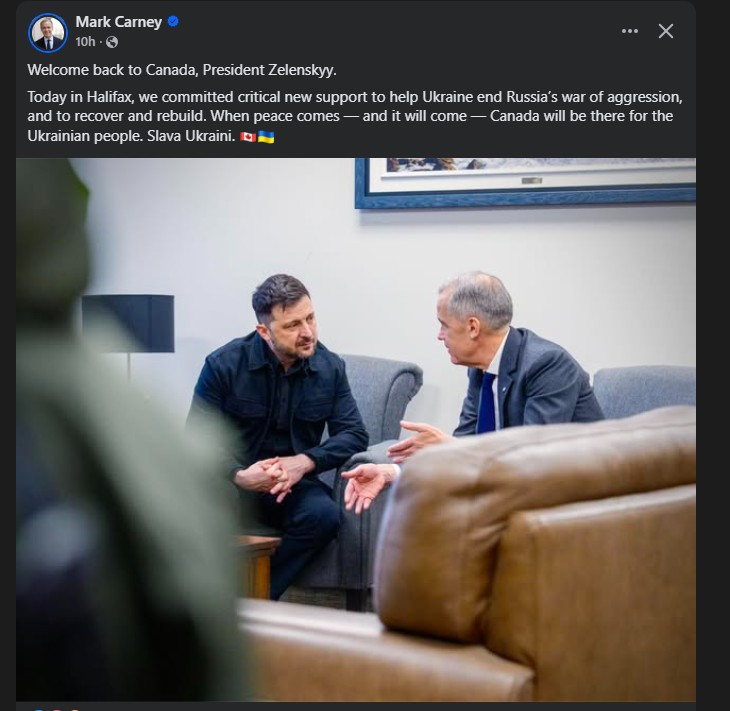 Mark Carney
10h ·
Welcome back to Canada, President Zelenskyy.
Today in Halifax, we committed critical new support to help Ukraine end Russia's war of aggression,
and to recover and rebuild. When peace comes — and it will come — Canada will be there for the
Ukrainian people. Slava Ukraini. 🇨🇦🇺🇦